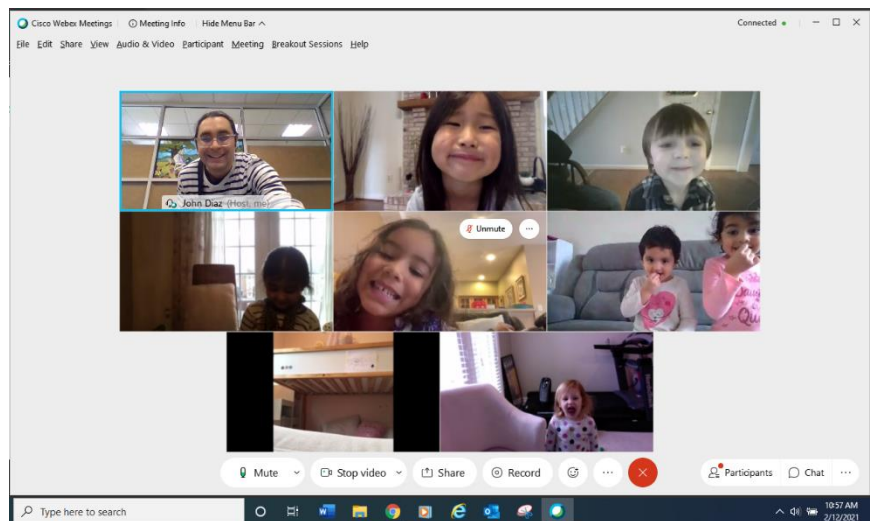 Cisco Webex Meetings
Meeting Info
Hide Menu Bar
Connected
File Edit Share View Audio & Video Participant Meeting Breakout Sessions Help
John Diaz (Host, me)
Unmute
Mute
Stop video
Share
Record
Participants
Chat
Type here to search
10:57 AM
2/12/2021